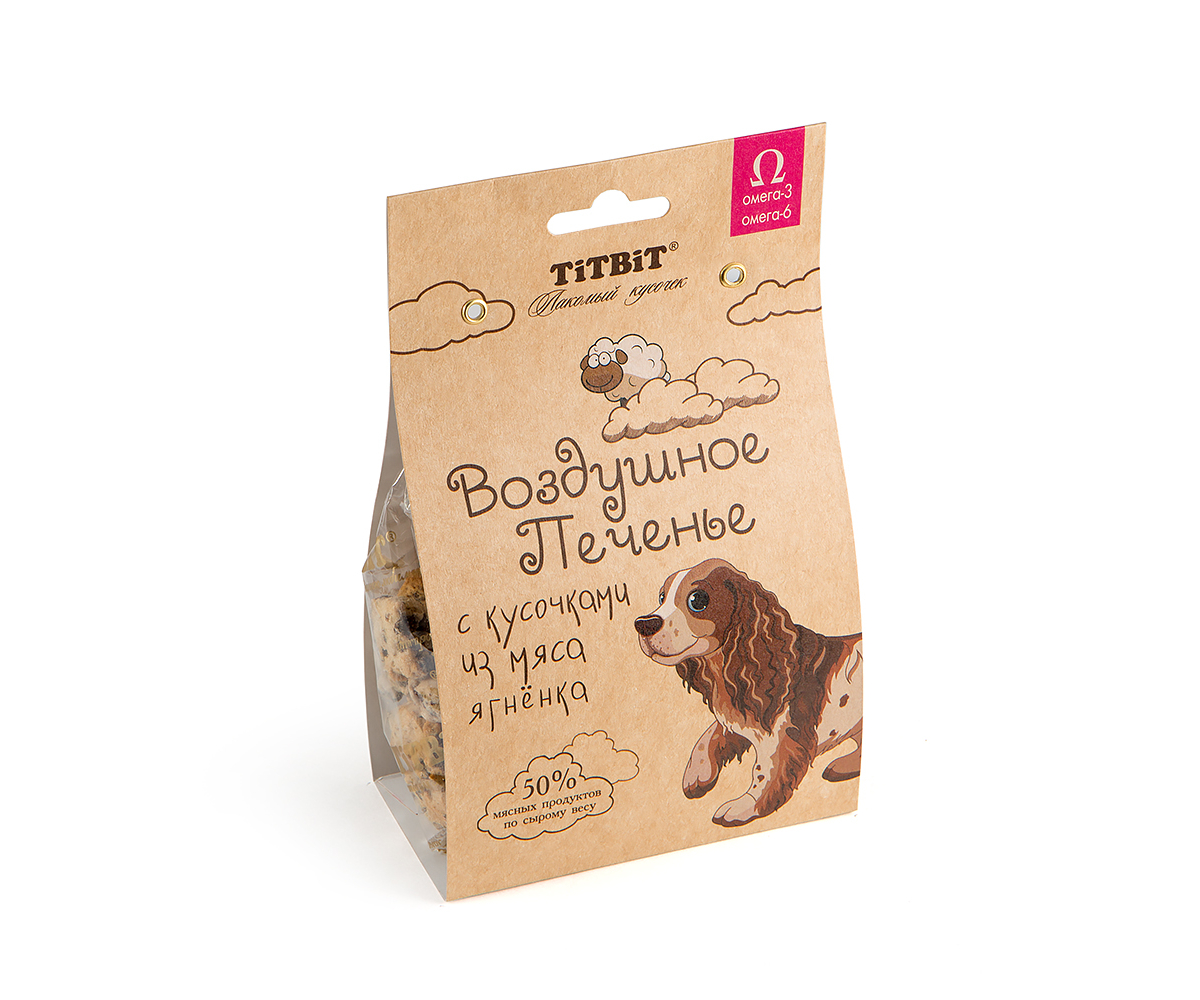 Ω
омега-3
омега-6
TiTBiT®
Лакомый кусочек
Воздушное
Печенье
с кусочками
из мяса
ягнёнка
50%
мясных продуктов
по сырому весу